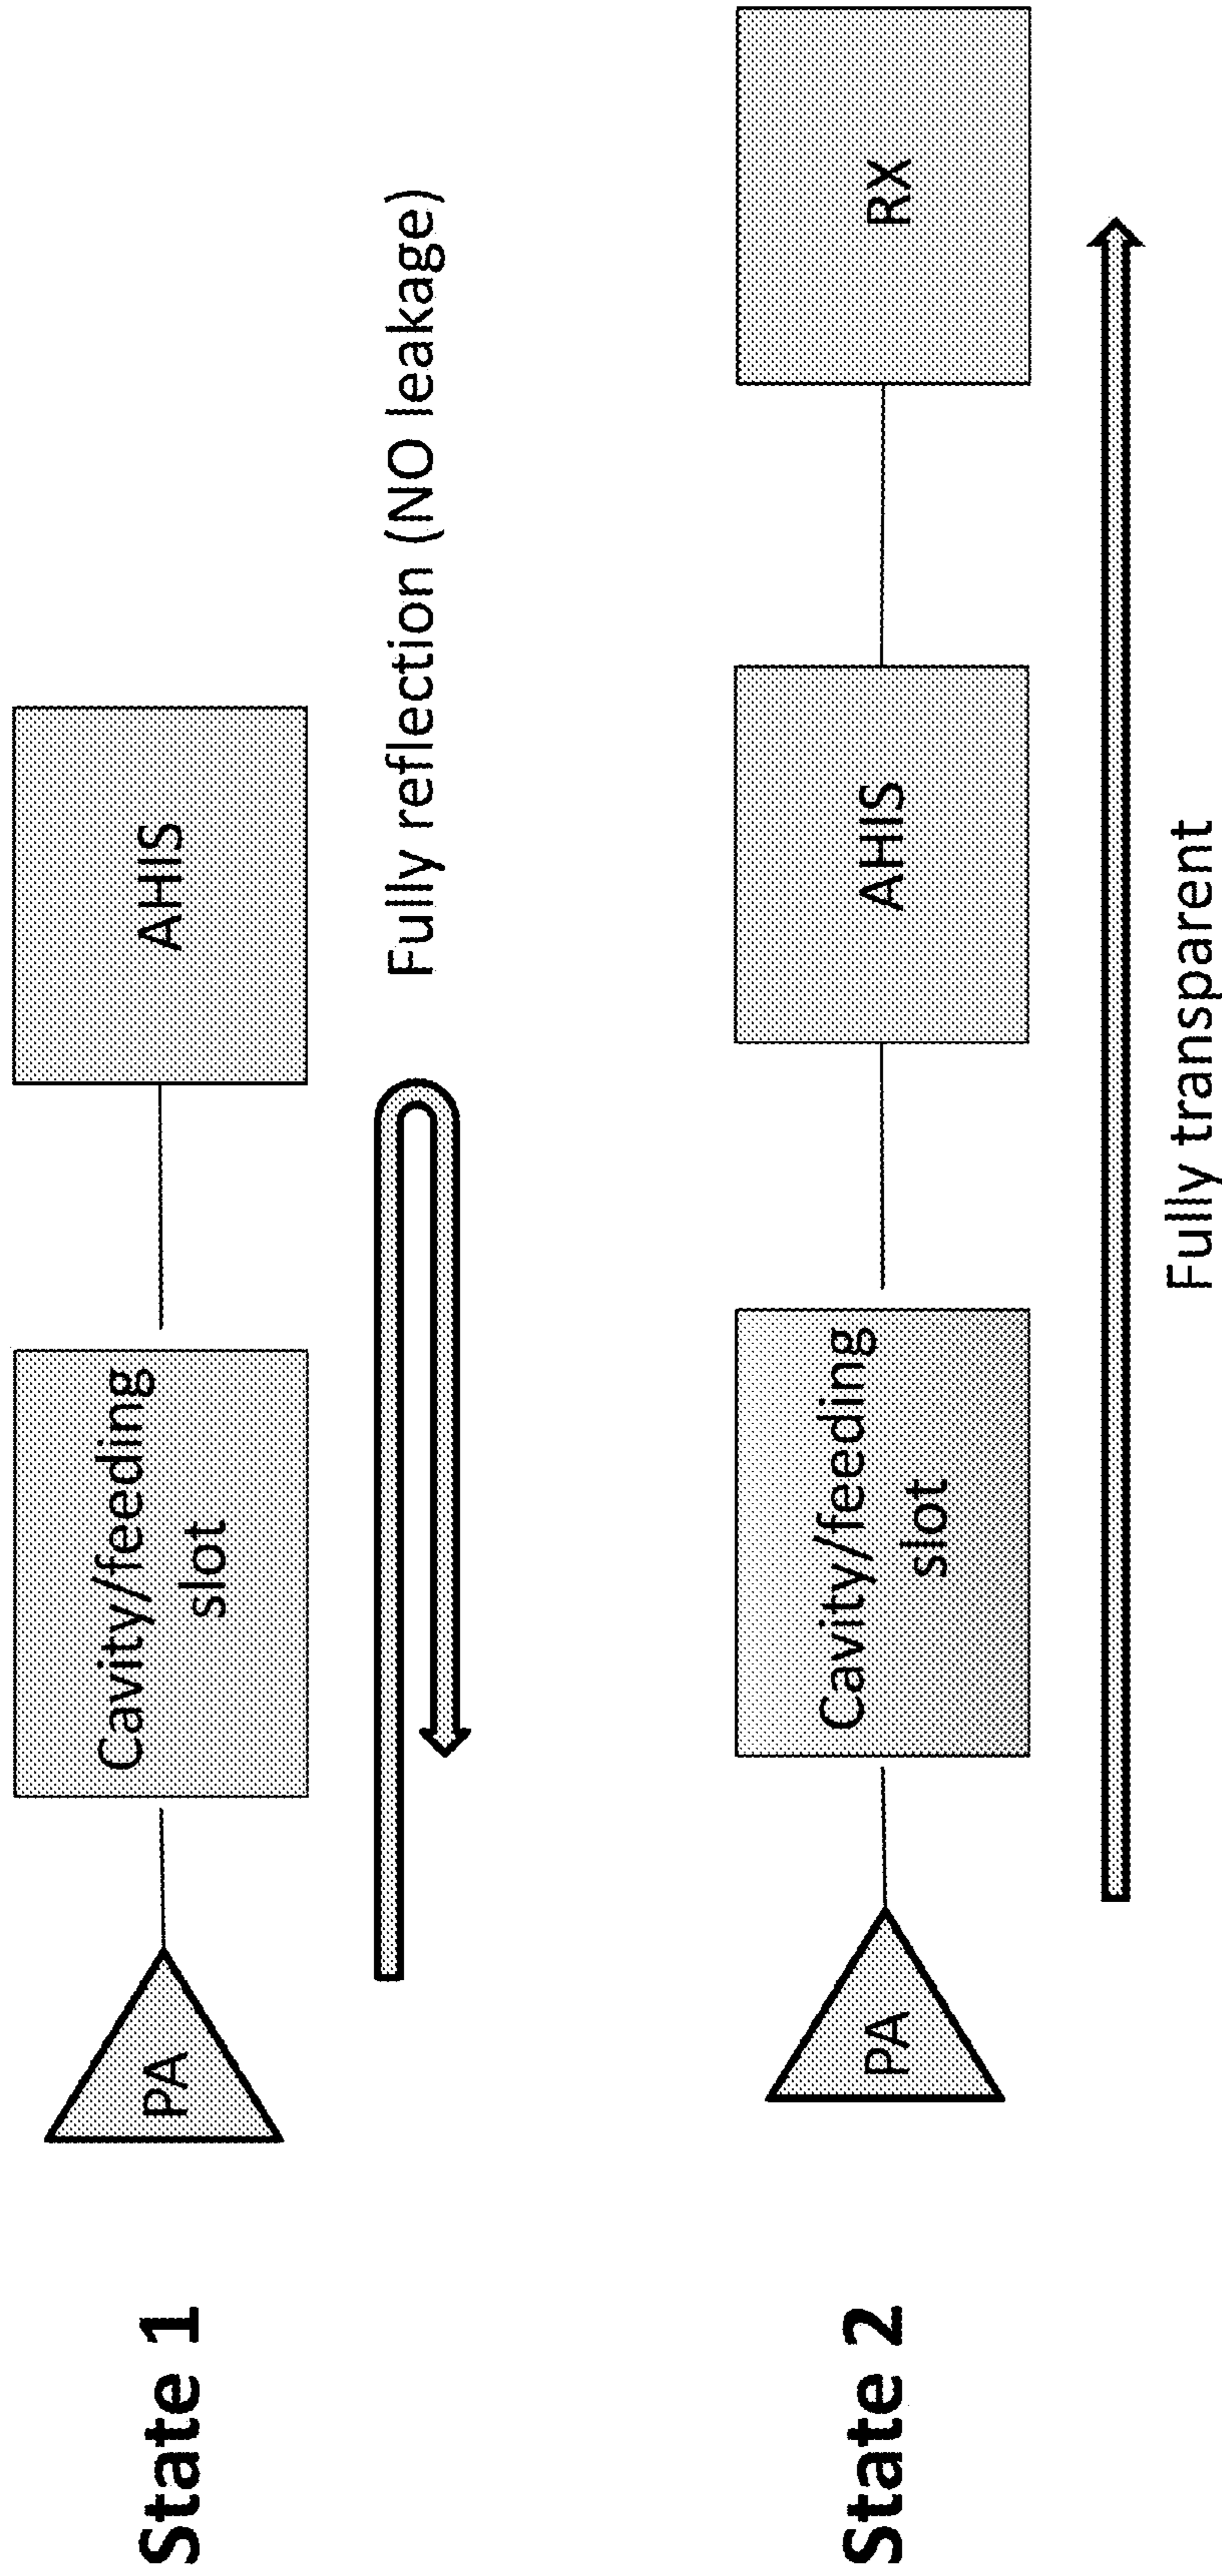 State 1
PA
Cavity/feeding
slot
AHIS
Fully reflection (NO leakage)
State 2
PA
Cavity/feeding
slot
AHIS
RX
Fully transparent